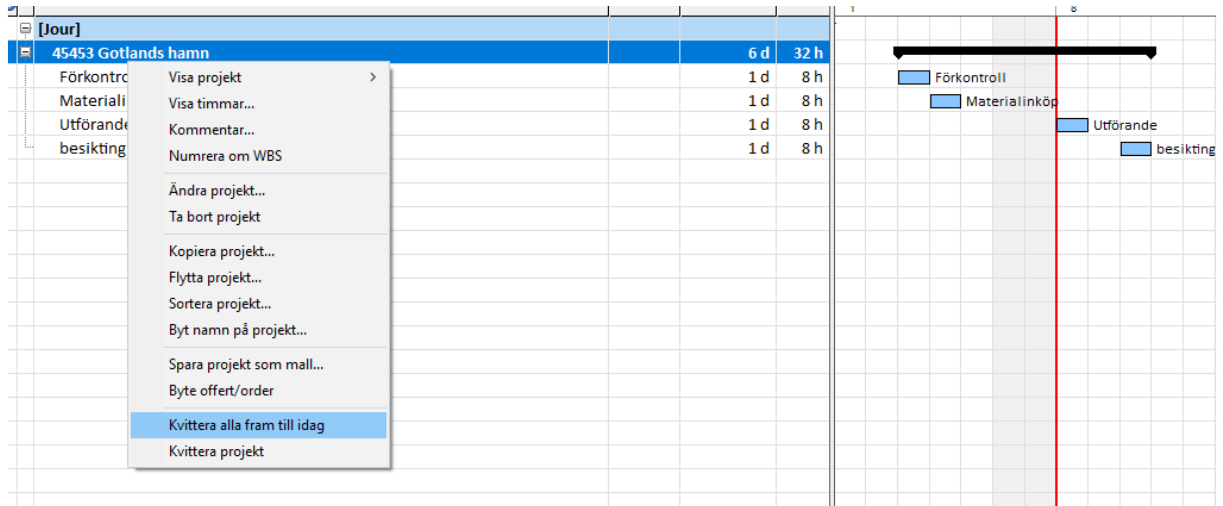 1 8
[Jour]
45453 Gotlands hamn 6 d 32 h
Förkontro 1 d 8 h Förkontroll
Visa projekt >
Materiali 1 d 8 h Materialinköp
Visa timmar...
Utförande 1 d 8 h Utförande
Kommentar...
besikting 1 d 8 h besikting
Numrera om WBS
Ändra projekt...
Ta bort projekt
Kopiera projekt...
Flytta projekt...
Sortera projekt...
Byt namn på projekt...
Spara projekt som mall...
Byte offert/order
Kvittera alla fram till idag
Kvittera projekt